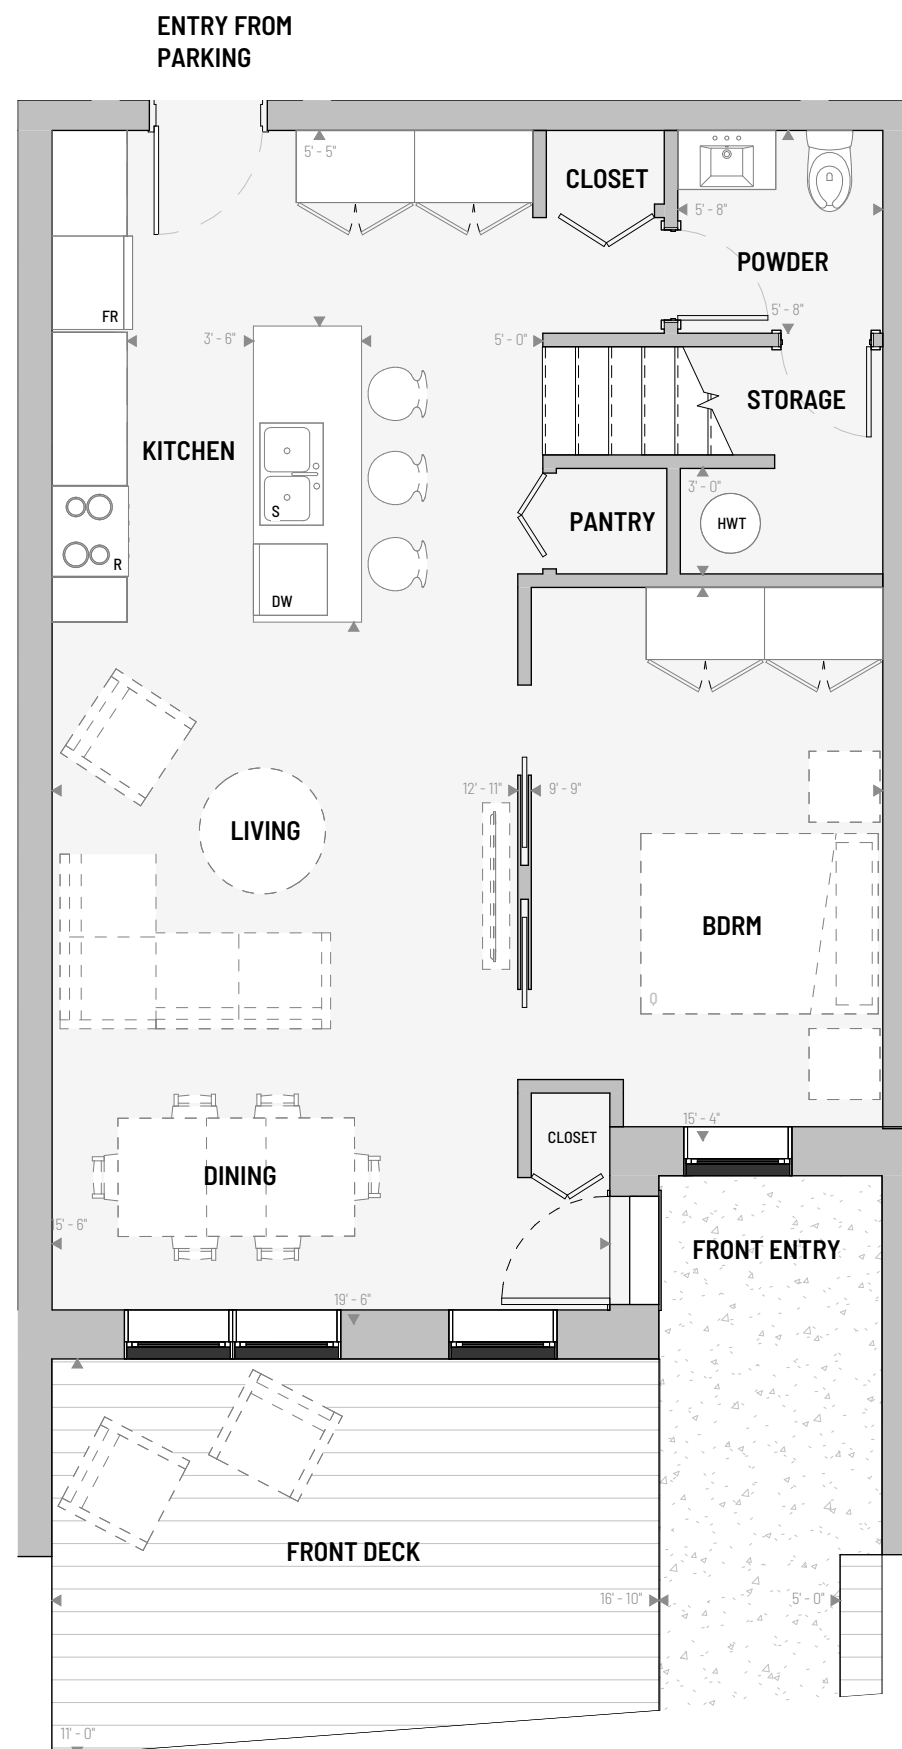 ENTRY FROM
PARKING
5' - 5"
CLOSET
5' - 8"
POWDER
5' - 8"
FR
3' - 6"
5' - 0"
STORAGE
KITCHEN
3' - 0"
S
PANTRY
HWT
R
DW
12' - 11"
9' - 9"
LIVING
BDRM
Q
15' - 4"
CLOSET
DINING
15' - 6"
FRONT ENTRY
19' - 6"
FRONT DECK
16' - 10"
5' - 0"
11' - 0"